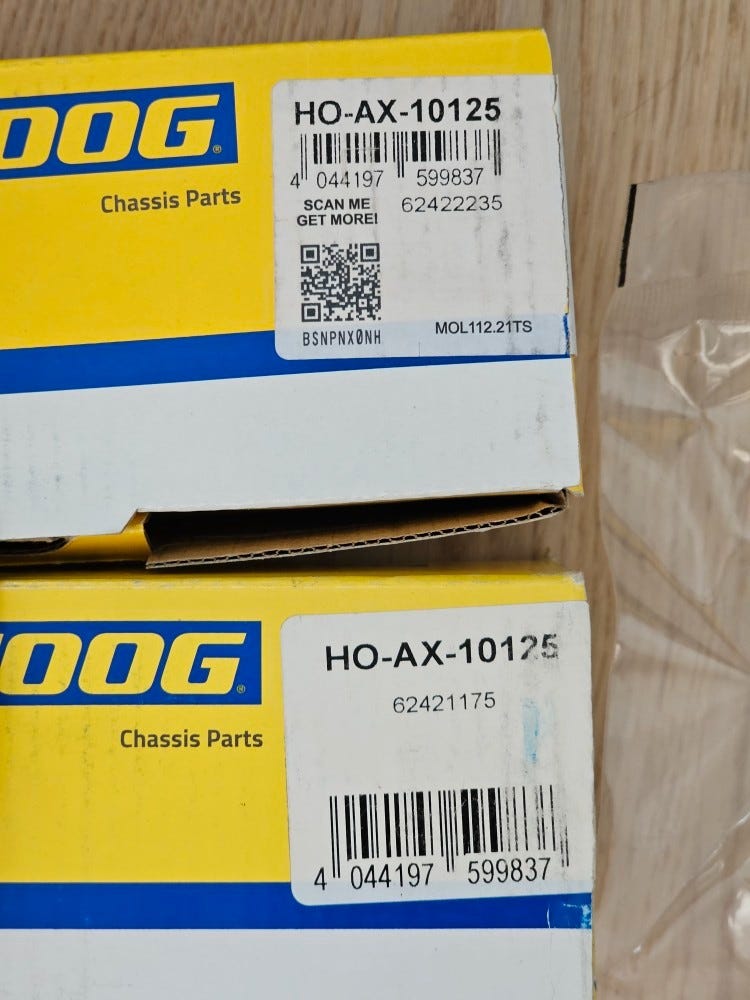 OOG
Chassis Parts
HO-AX-10125
4 044197 599837
SCAN ME
GET MORE!
62422235
BSNPNX0NH
MOL112.21TS
OOG
Chassis Parts
HO-AX-10125
62421175
4 044197 599837